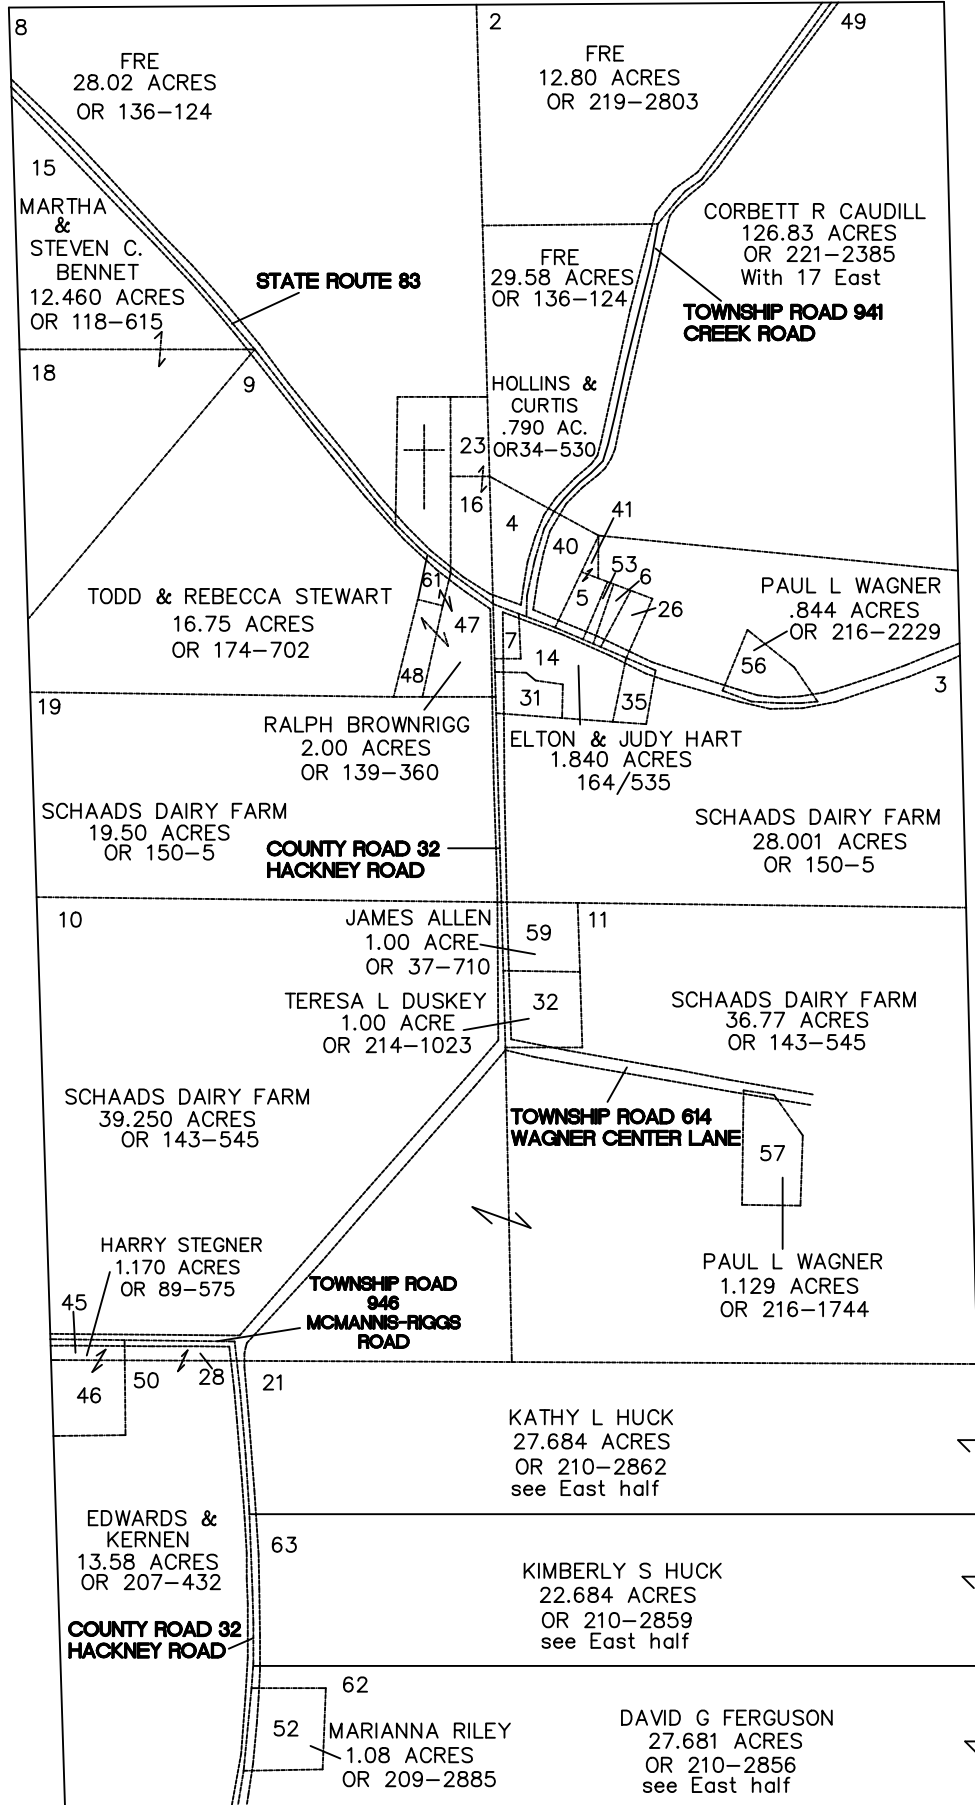 8
2
49
FRE
28.02 ACRES
OR 136-124
FRE
12.80 ACRES
OR 219-2803
15
MARTHA
&
STEVEN C.
BENNET
12.460 ACRES
OR 118-615
STATE ROUTE 83
FRE
29.58 ACRES
OR 136-124
CORBETT R CAUDILL
126.83 ACRES
OR 221-2385
With 17 East
TOWNSHIP ROAD 941
CREEK ROAD
18
9
HOLLINS &
CURTIS
.790 AC.
OR34-530
23
16
4
40
41
5
53
6
26
TODD & REBECCA STEWART
16.75 ACRES
OR 174-702
61
47
48
7
14
31
35
PAUL L WAGNER
.844 ACRES
OR 216-2229
56
3
19
RALPH BROWNRIGG
2.00 ACRES
OR 139-360
ELTON & JUDY HART
1.840 ACRES
164/535
SCHAADS DAIRY FARM
19.50 ACRES
OR 150-5
COUNTY ROAD 32
HACKNEY ROAD
SCHAADS DAIRY FARM
28.001 ACRES
OR 150-5
10
JAMES ALLEN
1.00 ACRE
OR 37-710
59
11
TERESA L DUSKEY
1.00 ACRE
OR 214-1023
32
SCHAADS DAIRY FARM
36.77 ACRES
OR 143-545
SCHAADS DAIRY FARM
39.250 ACRES
OR 143-545
TOWNSHIP ROAD 614
WAGNER CENTER LANE
57
HARRY STEGNER
1.170 ACRES
OR 89-575
PAUL L WAGNER
1.129 ACRES
OR 216-1744
45
TOWNSHIP ROAD
946
MCMANNIS-RIGGS
ROAD
46
50
28
21
KATHY L HUCK
27.684 ACRES
OR 210-2862
see East half
EDWARDS &
KERNEN
13.58 ACRES
OR 207-432
63
KIMBERLY S HUCK
22.684 ACRES
OR 210-2859
see East half
COUNTY ROAD 32
HACKNEY ROAD
62
52
MARIANNA RILEY
1.08 ACRES
OR 209-2885
DAVID G FERGUSON
27.681 ACRES
OR 210-2856
see East half